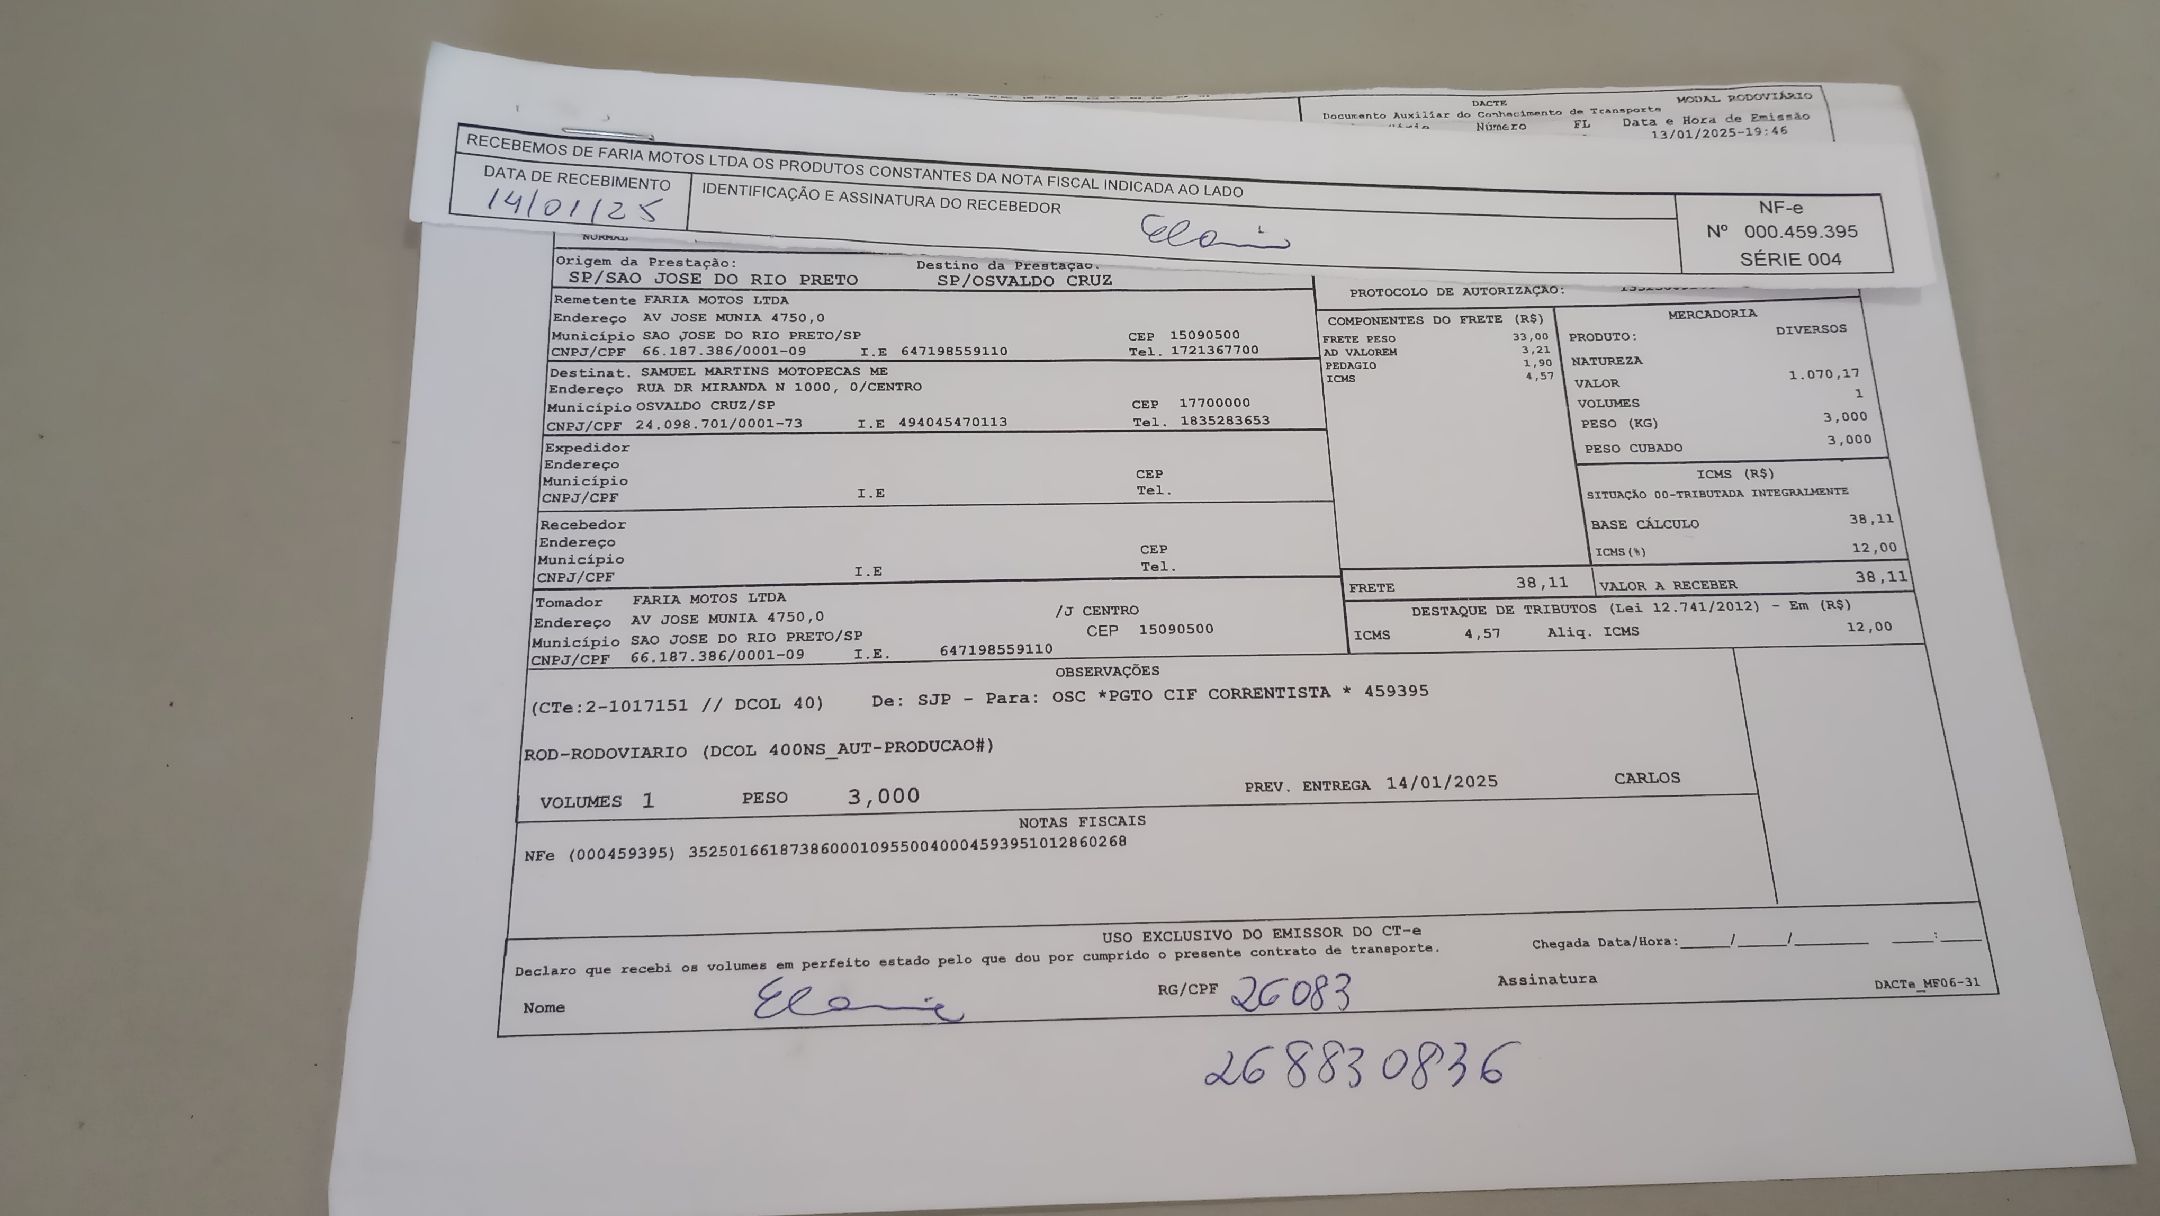 DACTE MODAL RODOVIÁRIO
Documento Auxiliar do Conhecimento de Transporte
Número FL Data e Hora de Emissão
13/01/2025-19:46
RECEBEMOS DE FARIA MOTOS LTDA OS PRODUTOS CONSTANTES DA NOTA FISCAL INDICADA AO LADO
DATA DE RECEBIMENTO IDENTIFICAÇÃO E ASSINATURA DO RECEBEDOR
14/01/25
NF-e
Nº 000.459.395
SÉRIE 004
NORMAL
Origem da Prestação: Destino da Prestação:
SP/SAO JOSE DO RIO PRETO SP/OSVALDO CRUZ
Remetente FARIA MOTOS LTDA
Endereço AV JOSE MUNIA 4750,0
Município SAO JOSE DO RIO PRETO/SP CEP 15090500
CNPJ/CPF 66.187.386/0001-09 I.E 647198559110 Tel. 1721367700
Destinat. SAMUEL MARTINS MOTOPECAS ME
Endereço RUA DR MIRANDA N 1000, 0/CENTRO
Município OSVALDO CRUZ/SP CEP 17700000
CNPJ/CPF 24.098.701/0001-73 I.E 494045470113 Tel. 1835283653
Expedidor
Endereço
Município CEP
CNPJ/CPF I.E Tel.
Recebedor
Endereço
Município CEP
CNPJ/CPF I.E Tel.
Tomador FARIA MOTOS LTDA
Endereço AV JOSE MUNIA 4750,0 /J CENTRO
Município SAO JOSE DO RIO PRETO/SP CEP 15090500
CNPJ/CPF 66.187.386/0001-09 I.E. 647198559110
PROTOCOLO DE AUTORIZAÇÃO:
COMPONENTES DO FRETE (R$)
FRETE PESO 33,00
AD VALOREM 3,21
PEDAGIO 1,90
ICMS 4,57
MERCADORIA
PRODUTO: DIVERSOS
NATUREZA
VALOR 1.070,17
VOLUMES 1
PESO (KG) 3,000
PESO CUBADO 3,000
ICMS (R$)
SITUAÇÃO 00-TRIBUTADA INTEGRALMENTE
BASE CÁLCULO 38,11
ICMS(%) 12,00
FRETE 38,11 VALOR A RECEBER 38,11
DESTAQUE DE TRIBUTOS (Lei 12.741/2012) - Em (R$)
ICMS 4,57 Aliq. ICMS 12,00
OBSERVAÇÕES
(CTe:2-1017151 // DCOL 40) De: SJP - Para: OSC *PGTO CIF CORRENTISTA * 459395
ROD-RODOVIARIO (DCOL 400NS_AUT-PRODUCAO#)
VOLUMES 1 PESO 3,000 PREV. ENTREGA 14/01/2025 CARLOS
NOTAS FISCAIS
NFe (000459395) 35250166187386000109550040004593951012860268
USO EXCLUSIVO DO EMISSOR DO CT-e
Declaro que recebi os volumes em perfeito estado pelo que dou por cumprido o presente contrato de transporte. Chegada Data/Hora:_____/_____/_______ ____:____
Nome RG/CPF 26083 Assinatura DACTe_MF06-31
268830836